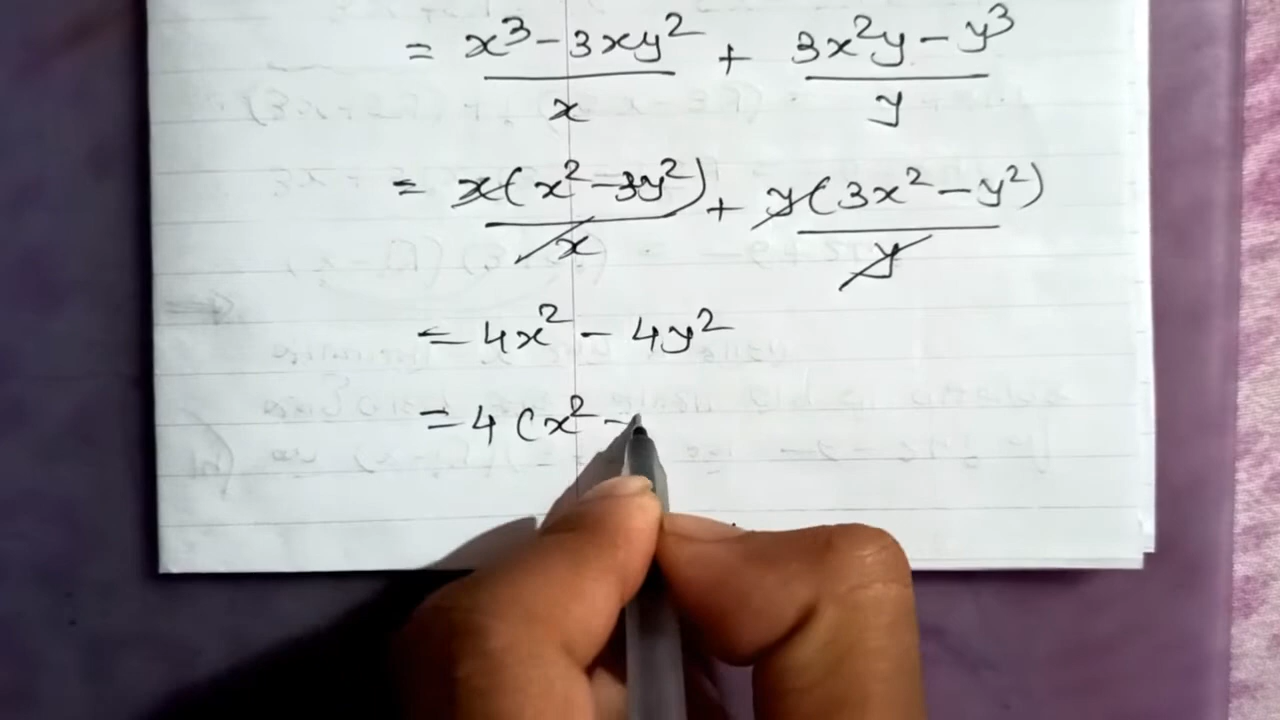 = x³ - 3xy² / x + 3x²y - y³ / y
= x(x² - 3y²) / x + y(3x² - y²) / y
= 4x² - 4y²
= 4(x² -